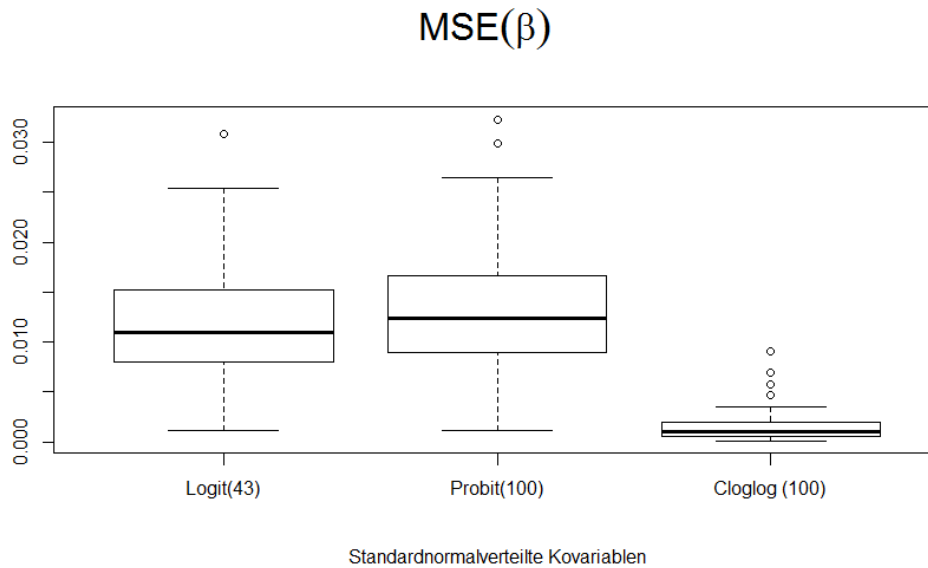 MSE(β)
0.030
0.020
0.010
0.000
Logit(43) Probit(100) Cloglog (100)
Standardnormalverteilte Kovariablen